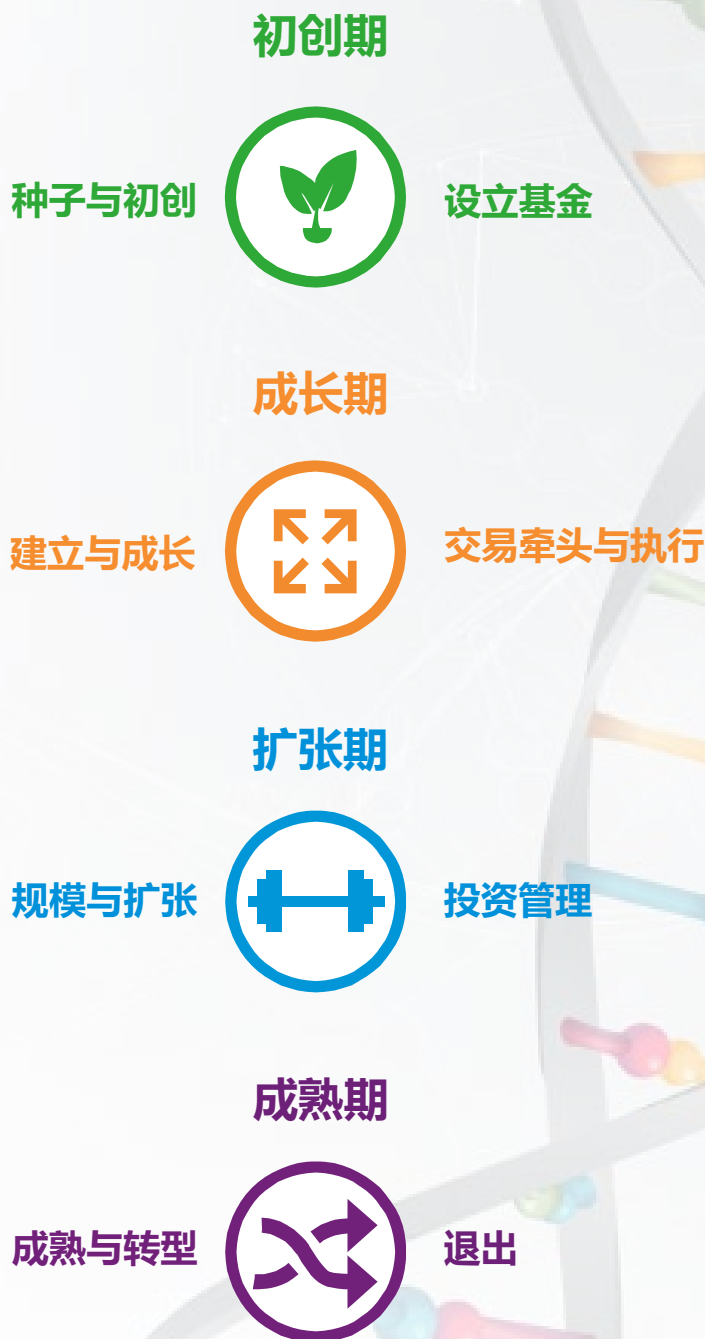 初创期
种子与初创
设立基金
成长期
建立与成长
交易牵头与执行
扩张期
规模与扩张
投资管理
成熟期
成熟与转型
退出